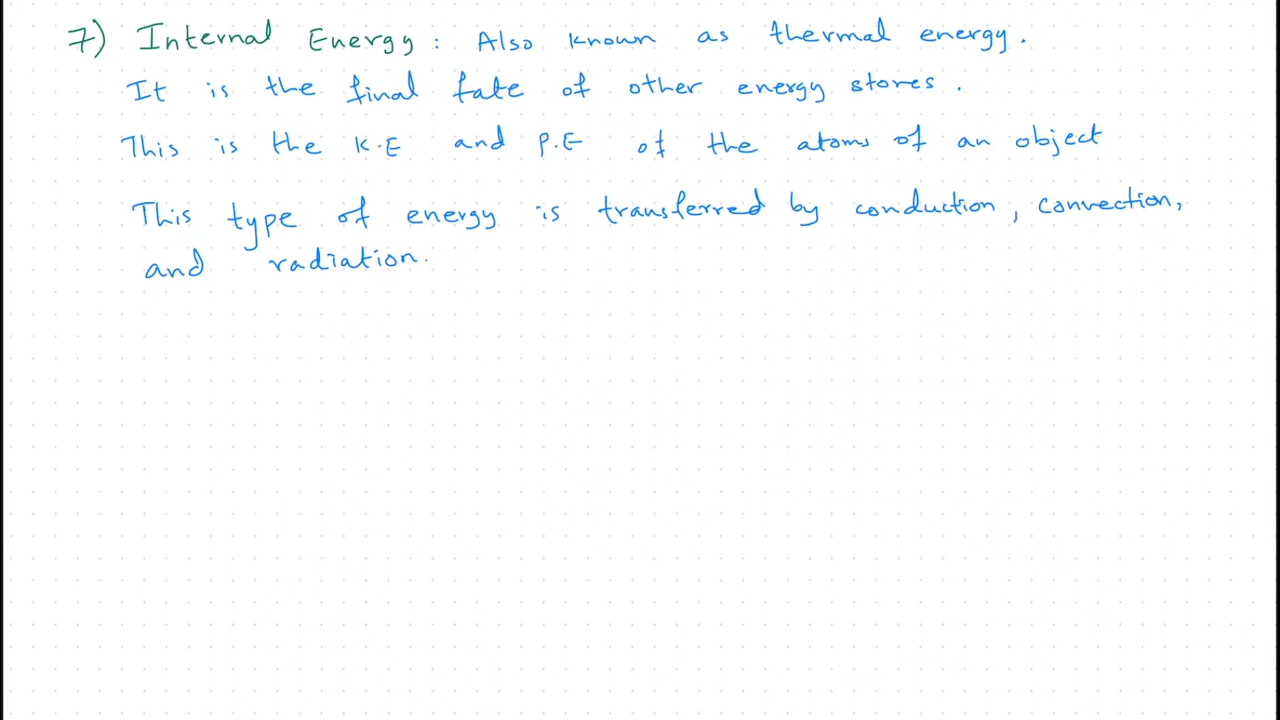 7) Internal Energy: Also known as thermal energy.
It is the final fate of other energy stores.
This is the K.E and P.E of the atoms of an object
This type of energy is transferred by conduction, convection,
and radiation.